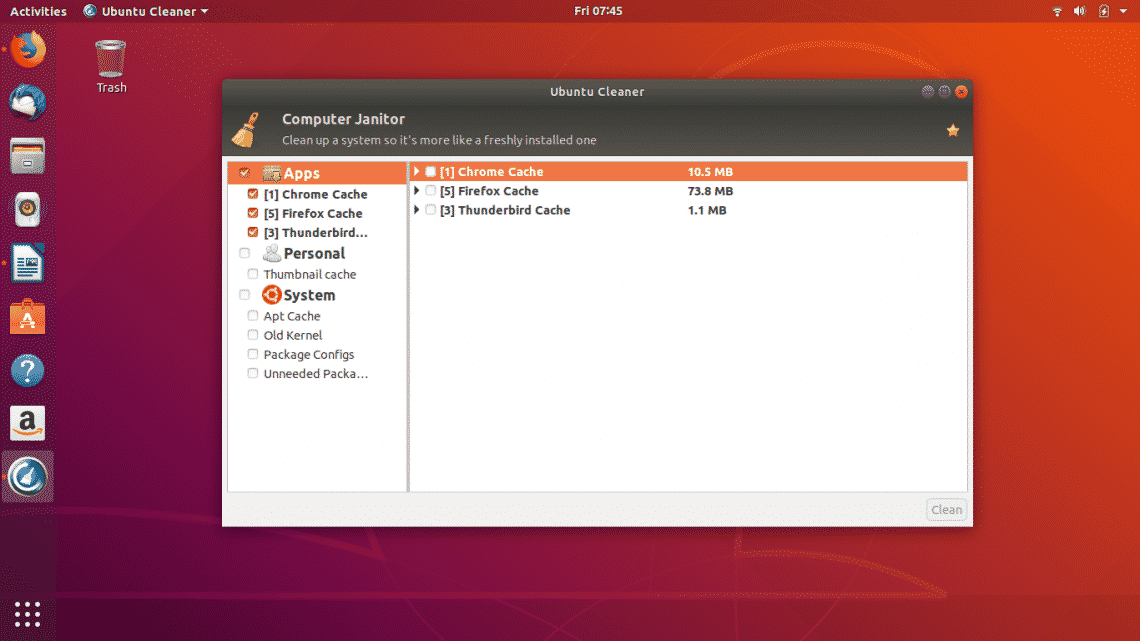 Activities Ubuntu Cleaner Fri 07:45
Trash
Ubuntu Cleaner
Computer Janitor
Clean up a system so it's more like a freshly installed one
Apps
[1] Chrome Cache
[5] Firefox Cache
[3] Thunderbird...
Personal
Thumbnail cache
System
Apt Cache
Old Kernel
Package Configs
Unneeded Packa...
[1] Chrome Cache 10.5 MB
[5] Firefox Cache 73.8 MB
[3] Thunderbird Cache 1.1 MB
Clean
A
?
a